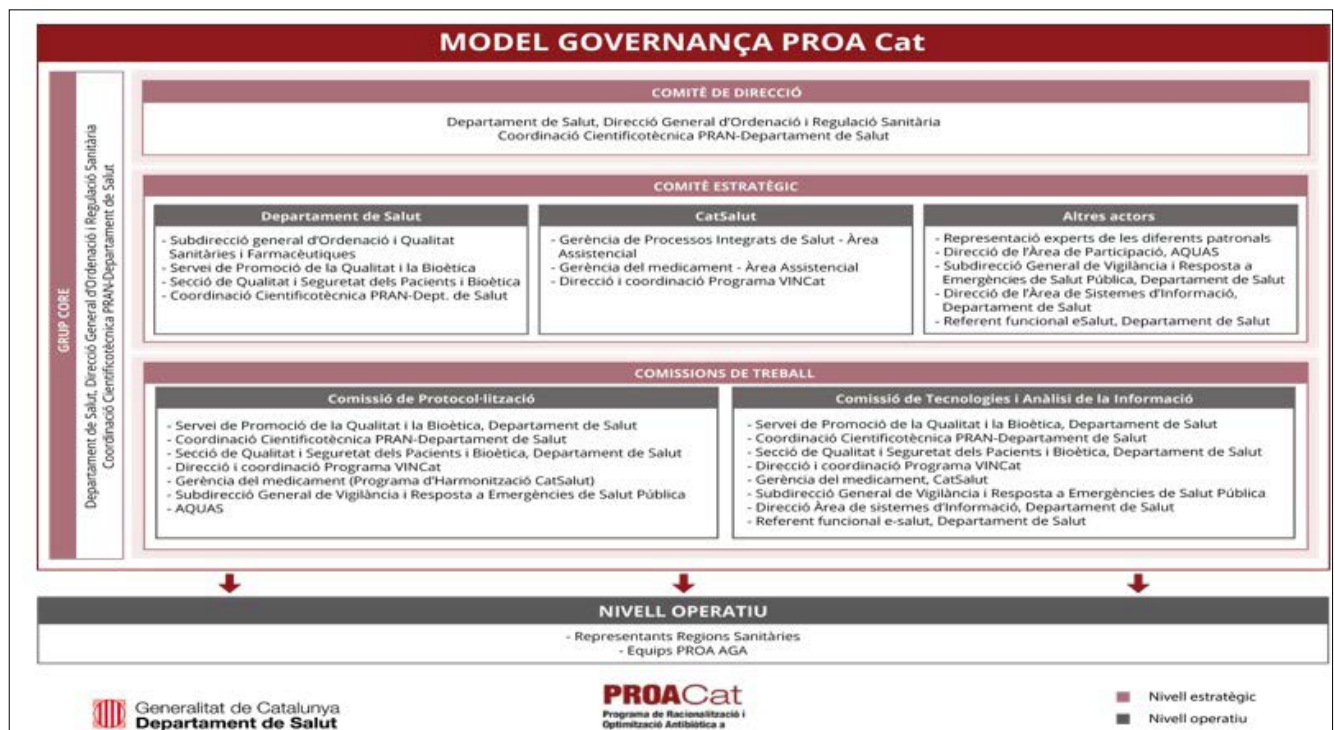 MODEL GOVERNANÇA PROA Cat
GRUP CORE
Departament de Salut, Direcció General d'Ordenació i Regulació Sanitària
Coordinació Cientificotècnica PRAN-Departament de Salut
COMITÈ DE DIRECCIÓ
Departament de Salut, Direcció General d'Ordenació i Regulació Sanitària
Coordinació Cientificotècnica PRAN-Departament de Salut
COMITÈ ESTRATÈGIC
Departament de Salut
- Subdirecció general d'Ordenació i Qualitat
Sanitàries i Farmacèutiques
- Servei de Promoció de la Qualitat i la Bioètica
- Secció de Qualitat i Seguretat dels Pacients i Bioètica
- Coordinació Cientificotècnica PRAN-Dept. de Salut
CatSalut
- Gerència de Processos Integrats de Salut - Àrea
Assistencial
- Gerència del medicament - Àrea Assistencial
- Direcció i coordinació Programa VINCat
Altres actors
- Representació experts de les diferents patronals
- Direcció de l'Àrea de Participació, AQUAS
- Subdirecció General de Vigilància i Resposta a
Emergències de Salut Pública, Departament de Salut
- Direcció de l'Àrea de Sistemes d'Informació,
Departament de Salut
- Referent funcional eSalut, Departament de Salut
COMISSIONS DE TREBALL
Comissió de Protocol·lització
- Servei de Promoció de la Qualitat i la Bioètica, Departament de Salut
- Coordinació Cientificotècnica PRAN-Departament de Salut
- Secció de Qualitat i Seguretat dels Pacients i Bioètica, Departament de Salut
- Direcció i coordinació Programa VINCat
- Gerència del medicament (Programa d'Harmonització CatSalut)
- Subdirecció General de Vigilància i Resposta a Emergències de Salut Pública
- AQUAS
Comissió de Tecnologies i Anàlisi de la Informació
- Servei de Promoció de la Qualitat i la Bioètica, Departament de Salut
- Coordinació Cientificotècnica PRAN-Departament de Salut
- Secció de Qualitat i Seguretat dels Pacients i Bioètica, Departament de Salut
- Direcció i coordinació Programa VINCat
- Gerència del medicament, CatSalut
- Subdirecció General de Vigilància i Resposta a Emergències de Salut Pública
- Direcció Àrea de sistemes d'Informació, Departament de Salut
- Referent funcional e-salut, Departament de Salut
NIVELL OPERATIU
- Representants Regions Sanitàries
- Equips PROA AGA
Generalitat de Catalunya
Departament de Salut
PROACat
Programa de Racionalització i
Optimització Antibiòtica a
Nivell estratègic
Nivell operatiu